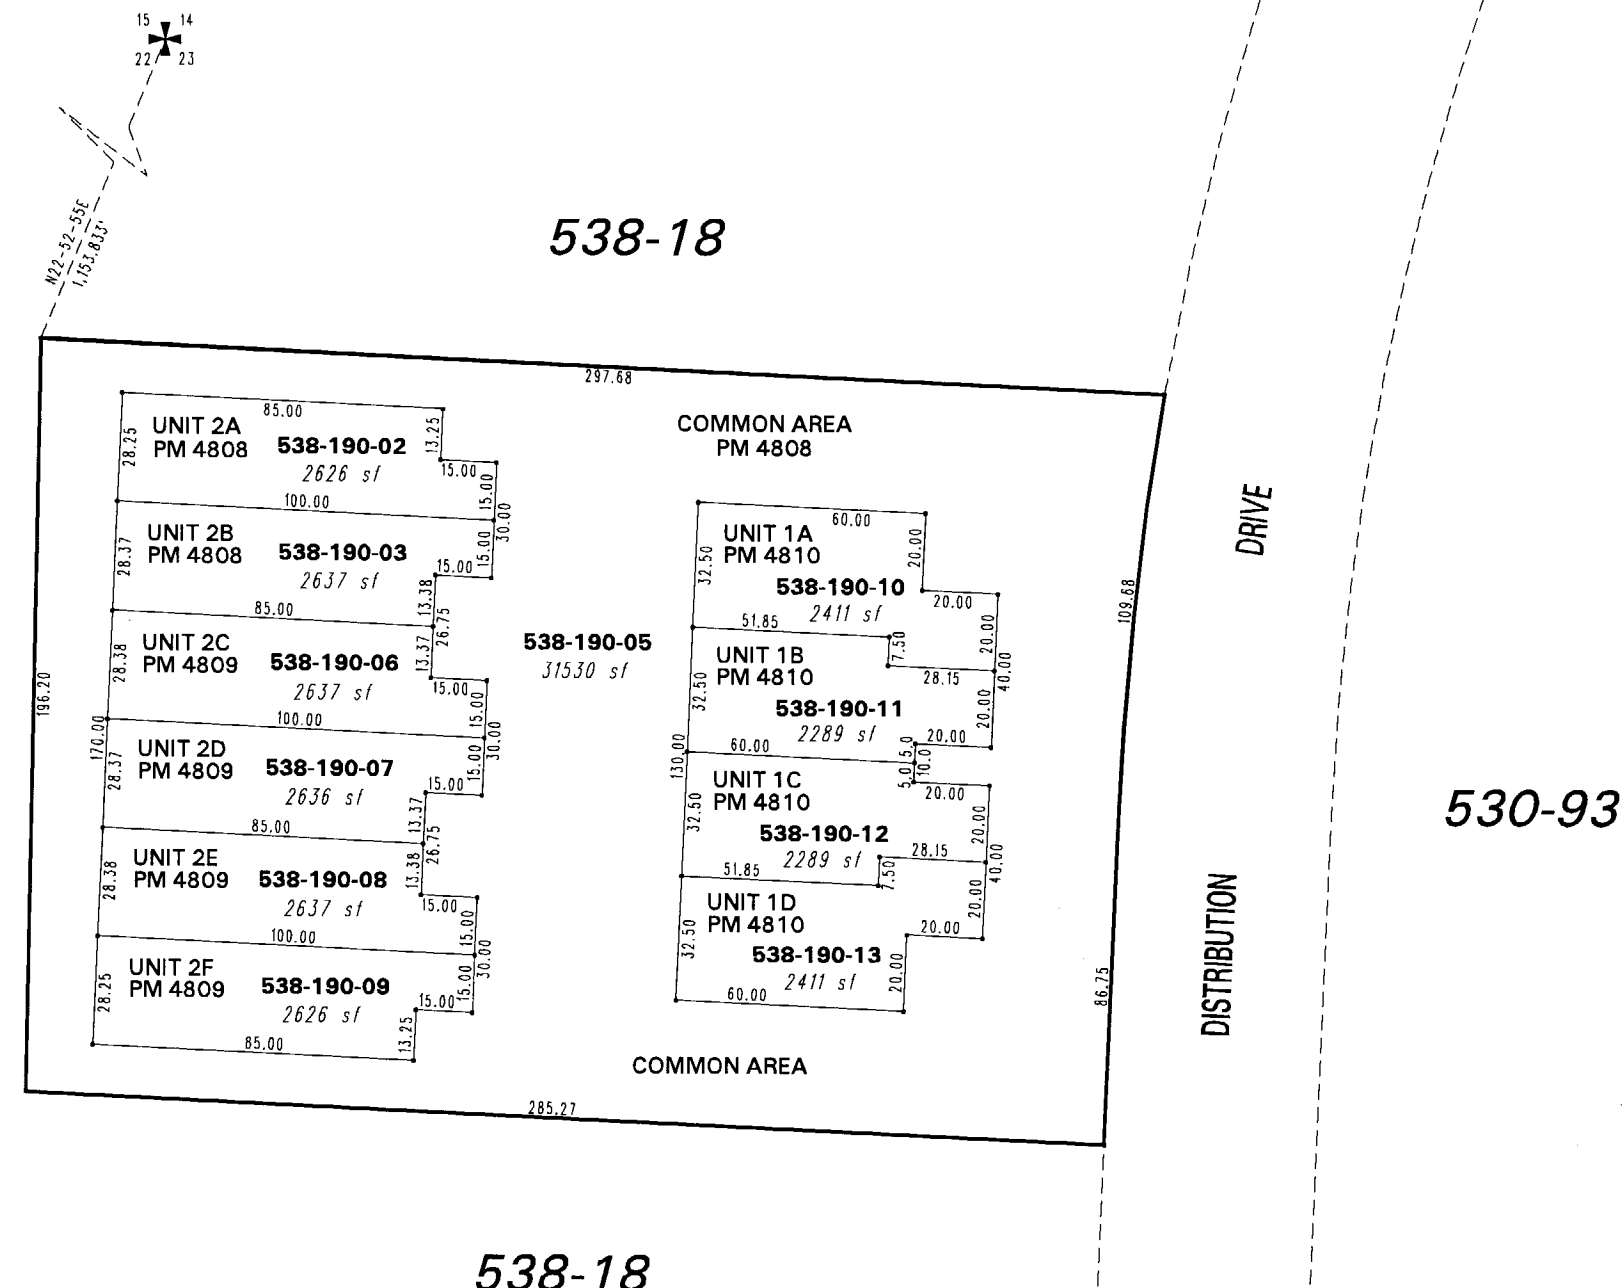 15 14
22 23
N22-52-55E
1,153.833'
538-18
297.68
COMMON AREA
PM 4808
196.20
170.00
85.00
UNIT 2A
PM 4808
538-190-02
2626 sf
28.25
13.25
15.00
15.00
30.00
100.00
UNIT 2B
PM 4808
538-190-03
2637 sf
28.37
15.00
15.00
13.38
26.75
85.00
UNIT 2C
PM 4809
538-190-06
2637 sf
28.38
13.37
15.00
15.00
30.00
100.00
UNIT 2D
PM 4809
538-190-07
2636 sf
28.37
15.00
15.00
13.37
26.75
85.00
UNIT 2E
PM 4809
538-190-08
2637 sf
28.38
13.38
15.00
15.00
30.00
100.00
UNIT 2F
PM 4809
538-190-09
2626 sf
28.25
15.00
15.00
13.25
85.00
538-190-05
31530 sf
60.00
UNIT 1A
PM 4810
538-190-10
2411 sf
32.50
20.00
20.00
20.00
40.00
51.85
7.50
28.15
UNIT 1B
PM 4810
538-190-11
2289 sf
32.50
20.00
20.00
5.0
10.0
60.00
130.00
UNIT 1C
PM 4810
538-190-12
2289 sf
32.50
5.0
20.00
20.00
40.00
28.15
7.50
51.85
UNIT 1D
PM 4810
538-190-13
2411 sf
32.50
20.00
20.00
20.00
60.00
COMMON AREA
285.27
109.68
86.75
DISTRIBUTION DRIVE
530-93
538-18